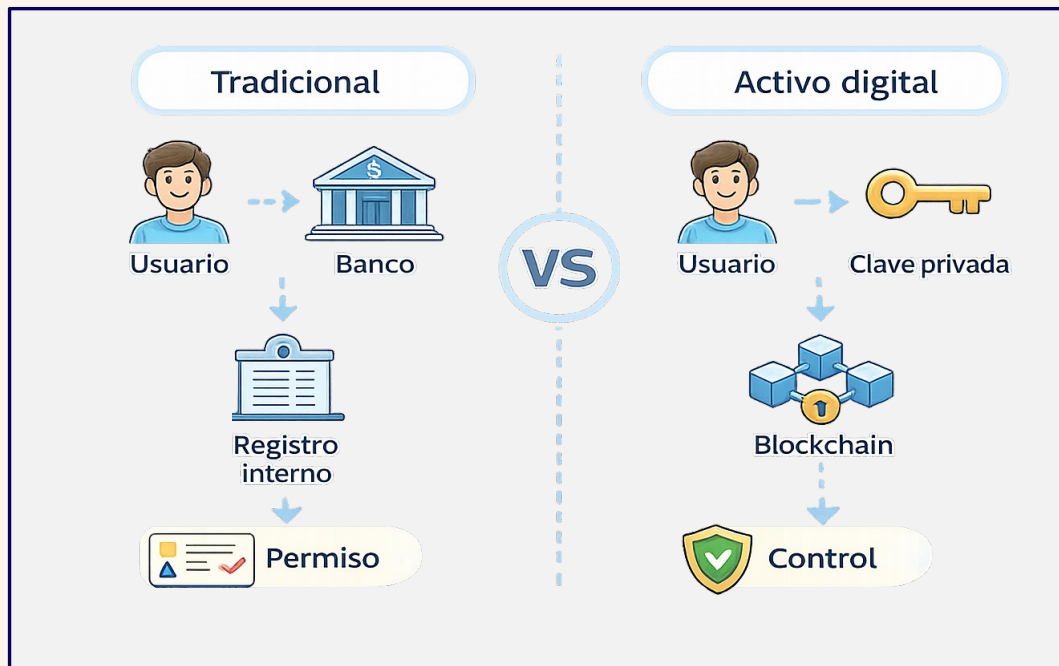 Tradicional
Usuario
Banco
Registro
interno
Permiso
VS
Activo digital
Usuario
Clave privada
Blockchain
Control